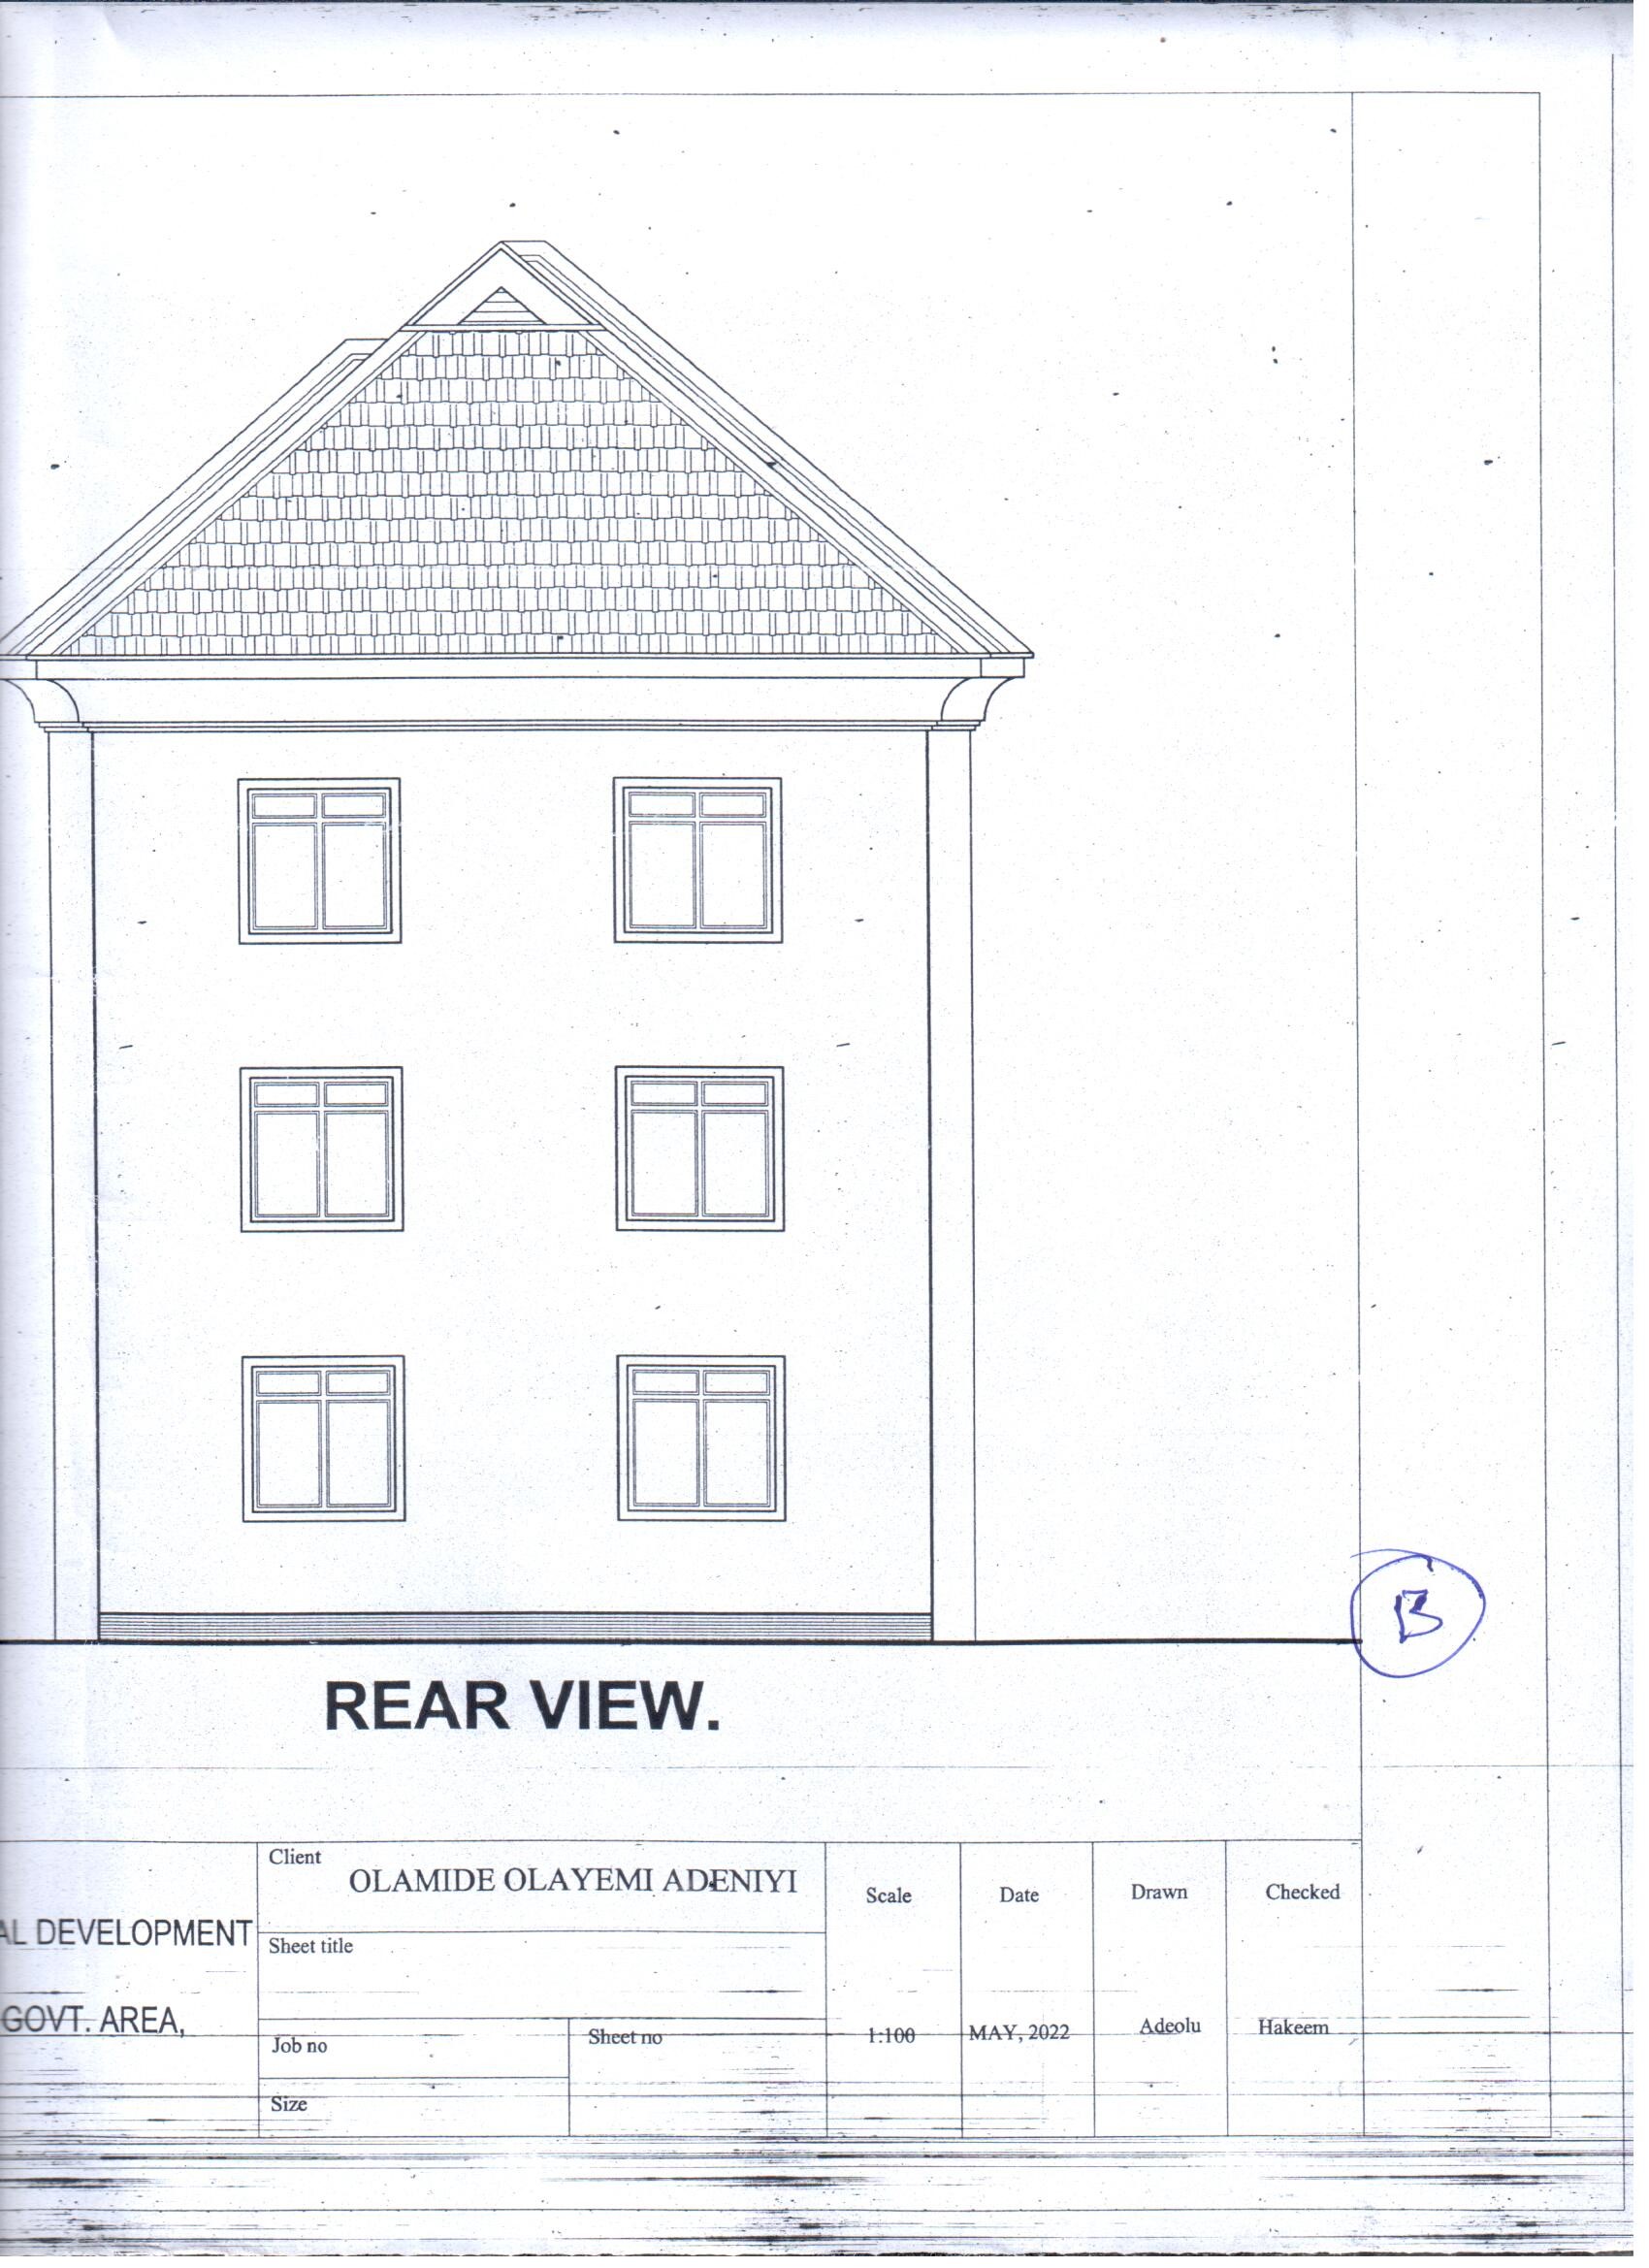 B
REAR VIEW.
Client
OLAMIDE OLAYEMI ADENIYI
Scale
Date
Drawn
Checked
AL DEVELOPMENT
Sheet title
GOVT. AREA,
Job no
Sheet no
1:100
MAY, 2022
Adeolu
Hakeem
Size